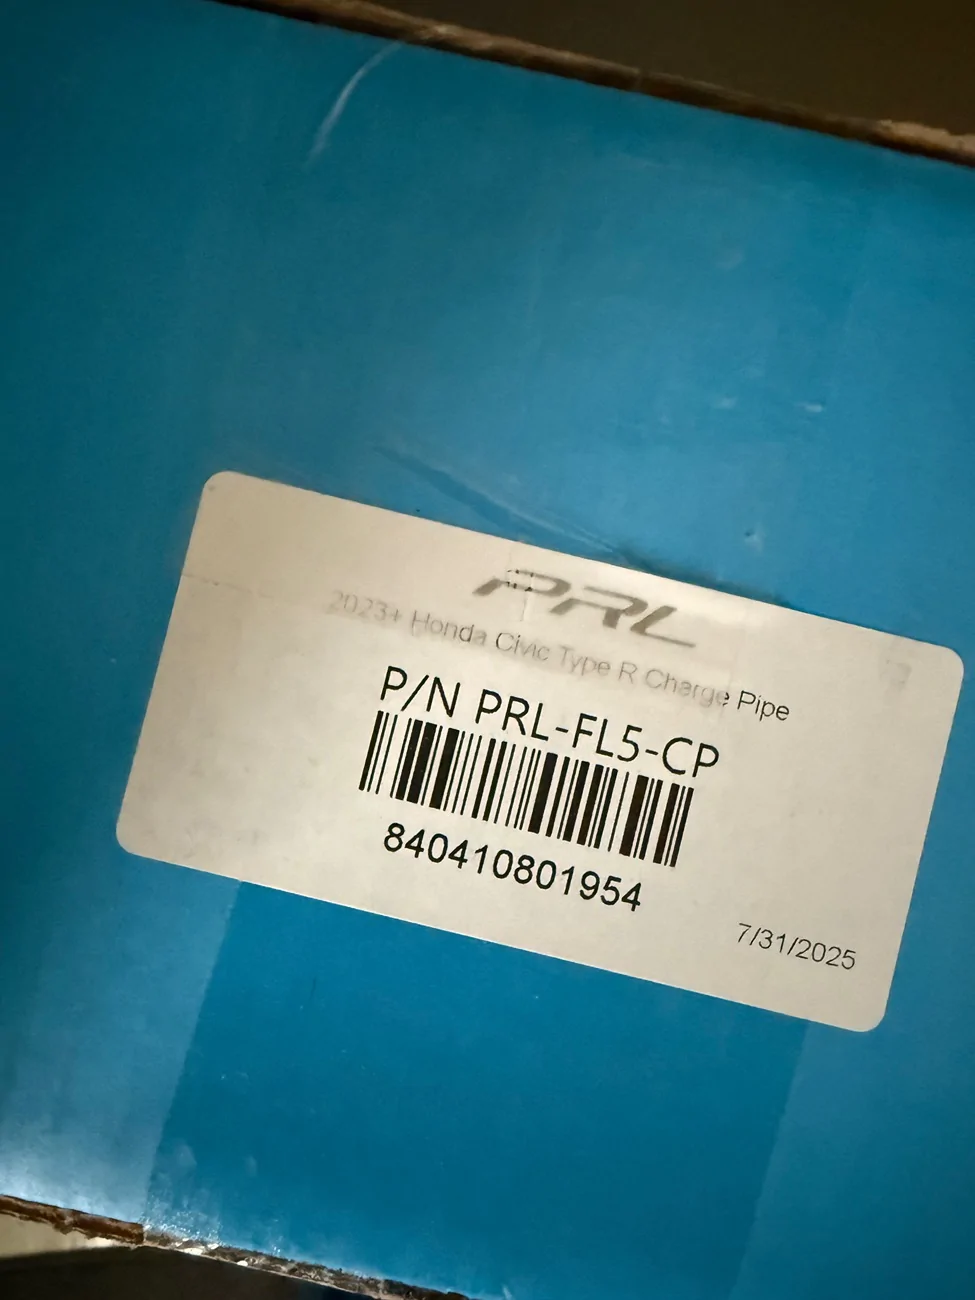 PRL
2023+ Honda Civic Type R Charge Pipe
P/N PRL-FL5-CP
840410801954
7/31/2025